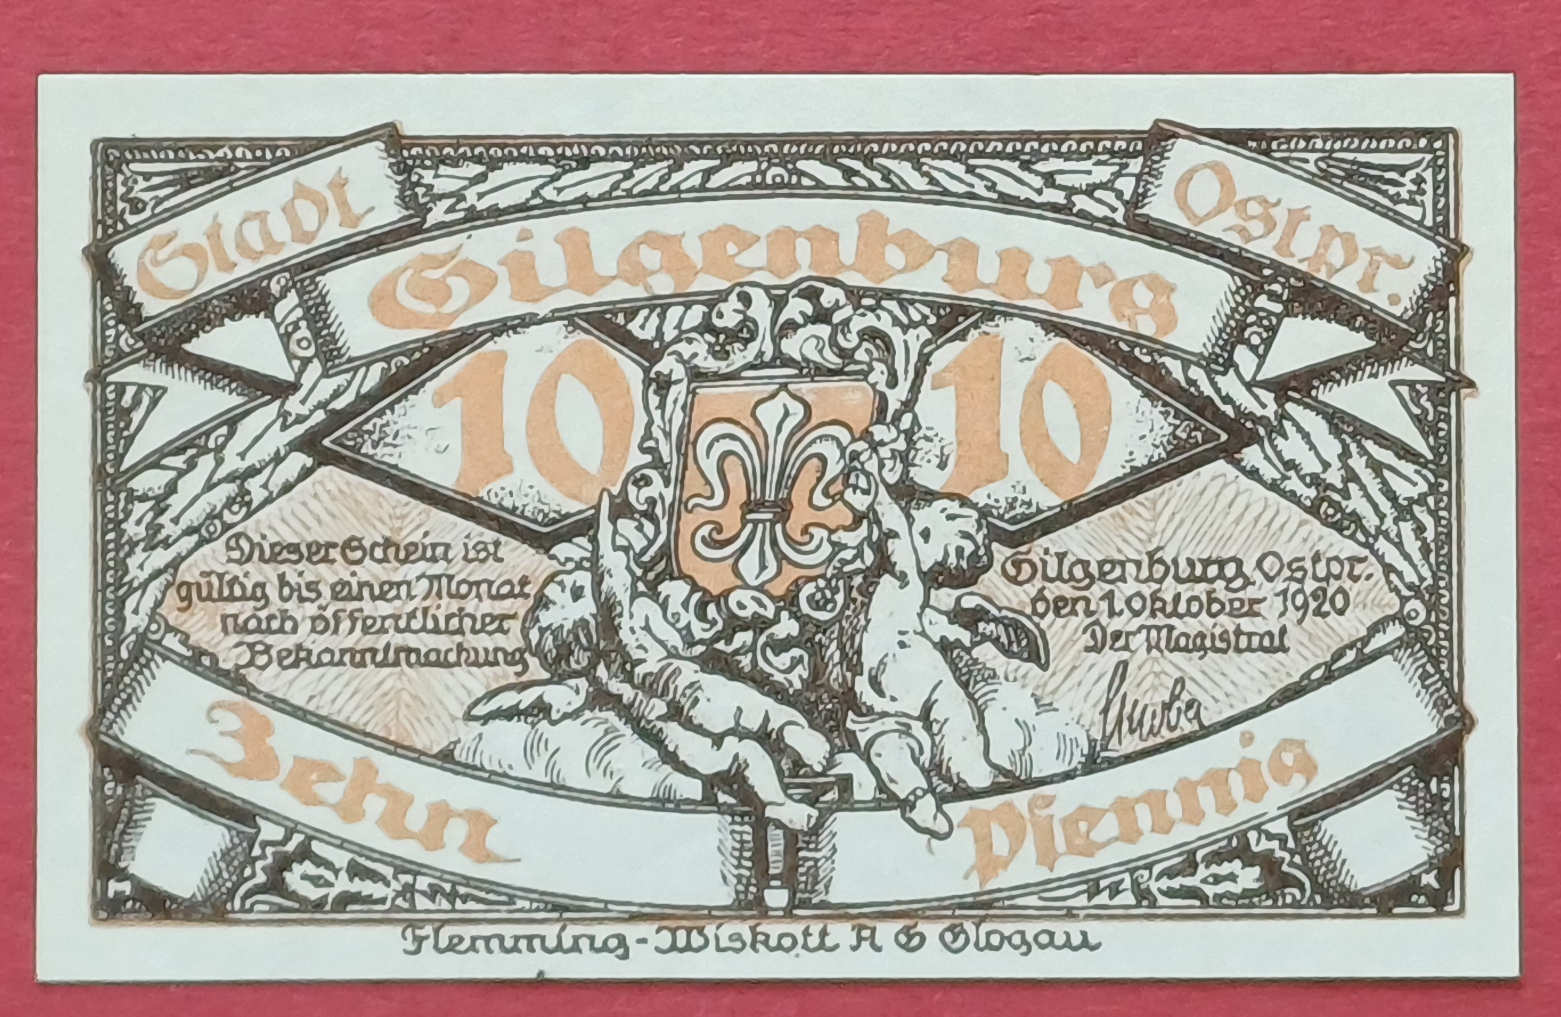 Stadt
Gilgenburg
Ostpr.
10
10
Dieser Schein ist
gültig bis einen Monat
nach öffentlicher
Bekanntmachung
Gilgenburg, Ostpr.
den 1. Oktober 1920
Der Magistrat
Zehn
Pfennig
Flemming-Wiskott A G Glogau